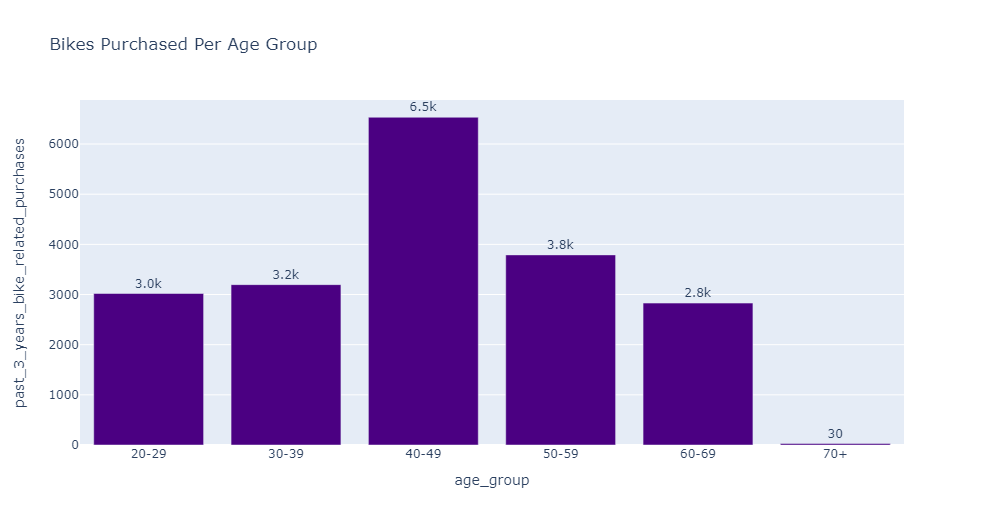 Bikes Purchased Per Age Group
past_3_years_bike_related_purchases
6000
5000
4000
3000
2000
1000
0
3.0k
3.2k
6.5k
3.8k
2.8k
30
20-29
30-39
40-49
50-59
60-69
70+
age_group